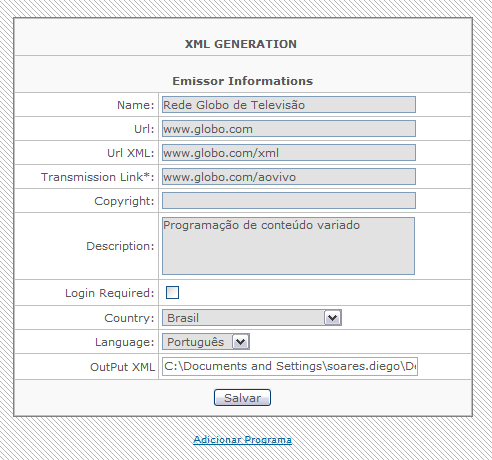 XML GENERATION
Emissor Informations
Name: Rede Globo de Televisão
Url: www.globo.com
Url XML: www.globo.com/xml
Transmission Link*: www.globo.com/aovivo
Copyright:
Description: Programação de conteúdo variado
Login Required:
Country: Brasil
Language: Português
OutPut XML C:\Documents and Settings\soares.diego\De
Salvar
Adicionar Programa